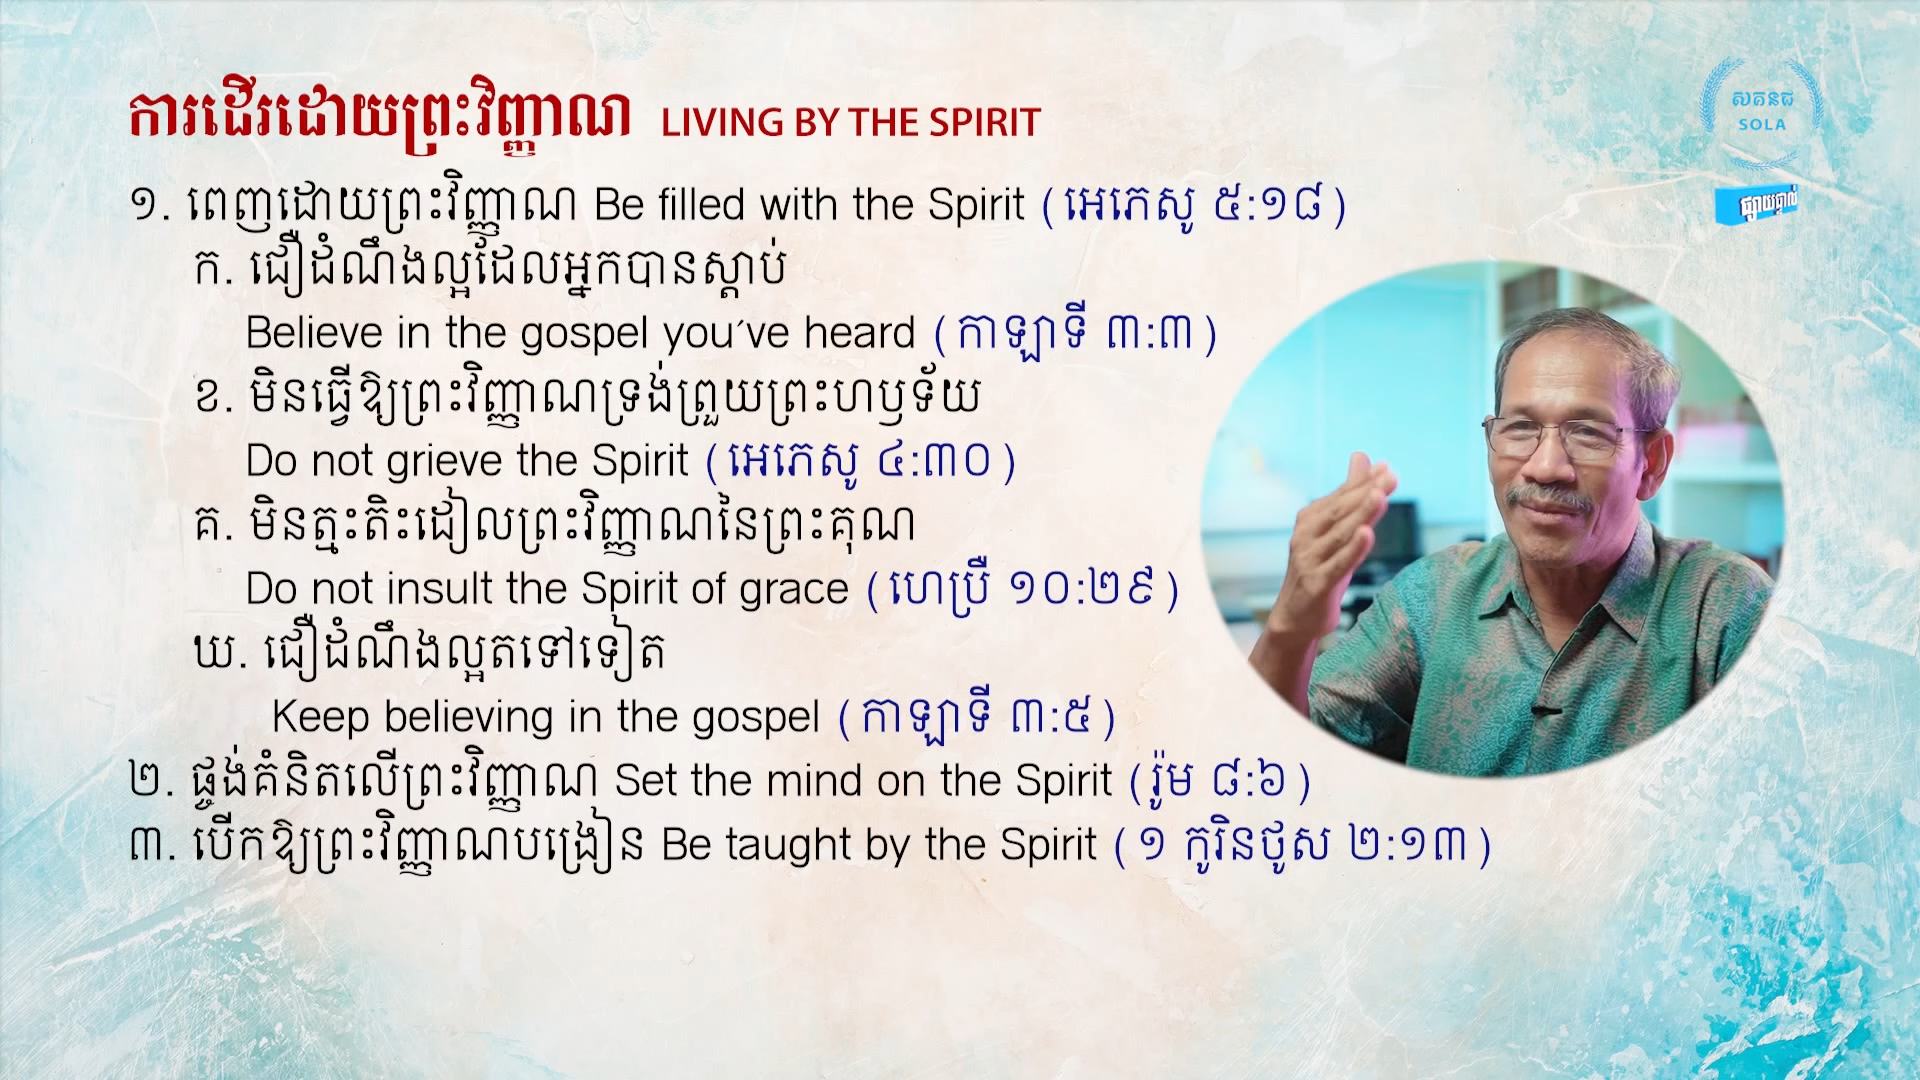 ការដើរដោយព្រះវិញ្ញាណ LIVING BY THE SPIRIT
១. ពេញដោយព្រះវិញ្ញាណ Be filled with the Spirit (អេភេសូ ៥:១៨)
ក. ជឿដំណឹងល្អដែលអ្នកបានស្ដាប់
Believe in the gospel you´ve heard (កាឡាទី ៣:៣)
ខ. មិនធ្វើឱ្យព្រះវិញ្ញាណទ្រង់ព្រួយព្រះហឫទ័យ
Do not grieve the Spirit (អេភេសូ ៤:៣០)
គ. មិនត្មះតិះដៀលព្រះវិញ្ញាណនៃព្រះគុណ
Do not insult the Spirit of grace (ហេប្រឺ ១០:២៩)
ឃ. ជឿដំណឹងល្អតទៅទៀត
Keep believing in the gospel (កាឡាទី ៣:៥)
២. ផ្ចង់គំនិតលើព្រះវិញ្ញាណ Set the mind on the Spirit (រ៉ូម ៨:៦)
៣. បើកឱ្យព្រះវិញ្ញាណបង្រៀន Be taught by the Spirit (១ កូរិនថូស ២:១៣)
សគនជ
SOLA
ផ្សាយផ្ទាល់